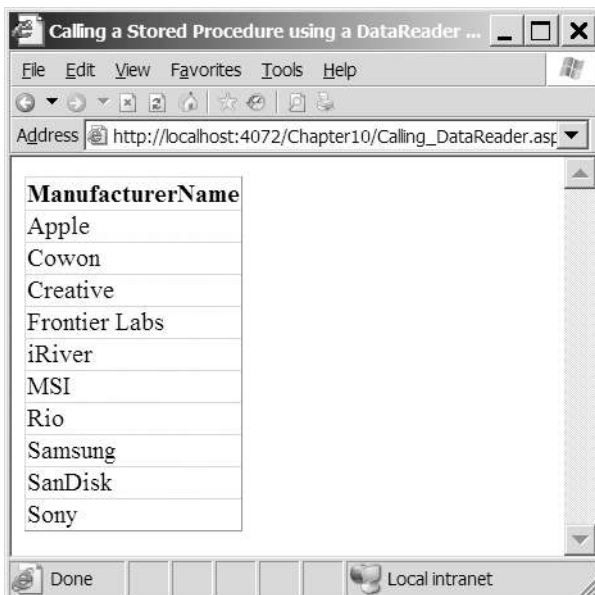 Calling a Stored Procedure using a DataReader ...
File Edit View Favorites Tools Help
Address http://localhost:4072/Chapter10/Calling_DataReader.asp
ManufacturerName
Apple
Cowon
Creative
Frontier Labs
iRiver
MSI
Rio
Samsung
SanDisk
Sony
Done Local intranet